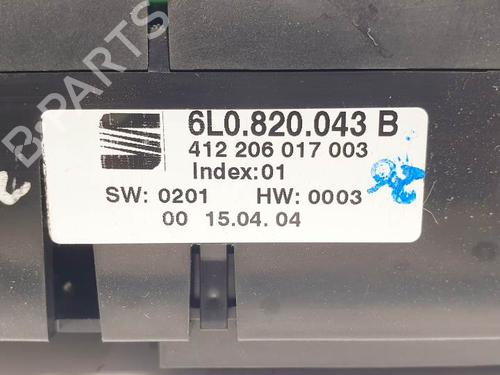 B-PARTS
6L0.820.043 B
412 206 017 003
Index:01
SW: 0201 HW: 0003
00 15.04.04